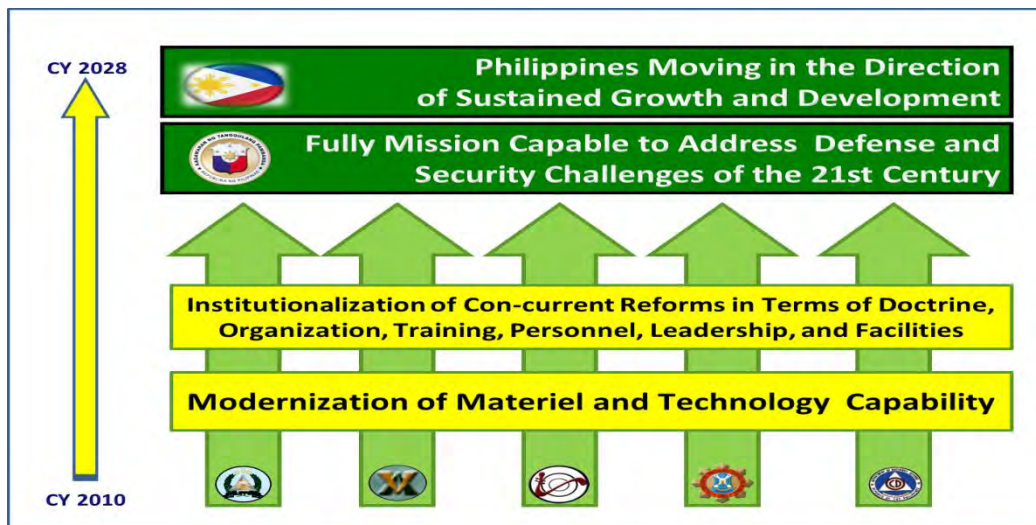 CY 2028
Philippines Moving in the Direction
of Sustained Growth and Development
Fully Mission Capable to Address Defense and
Security Challenges of the 21st Century
Institutionalization of Con-current Reforms in Terms of Doctrine,
Organization, Training, Personnel, Leadership, and Facilities
Modernization of Materiel and Technology Capability
CY 2010